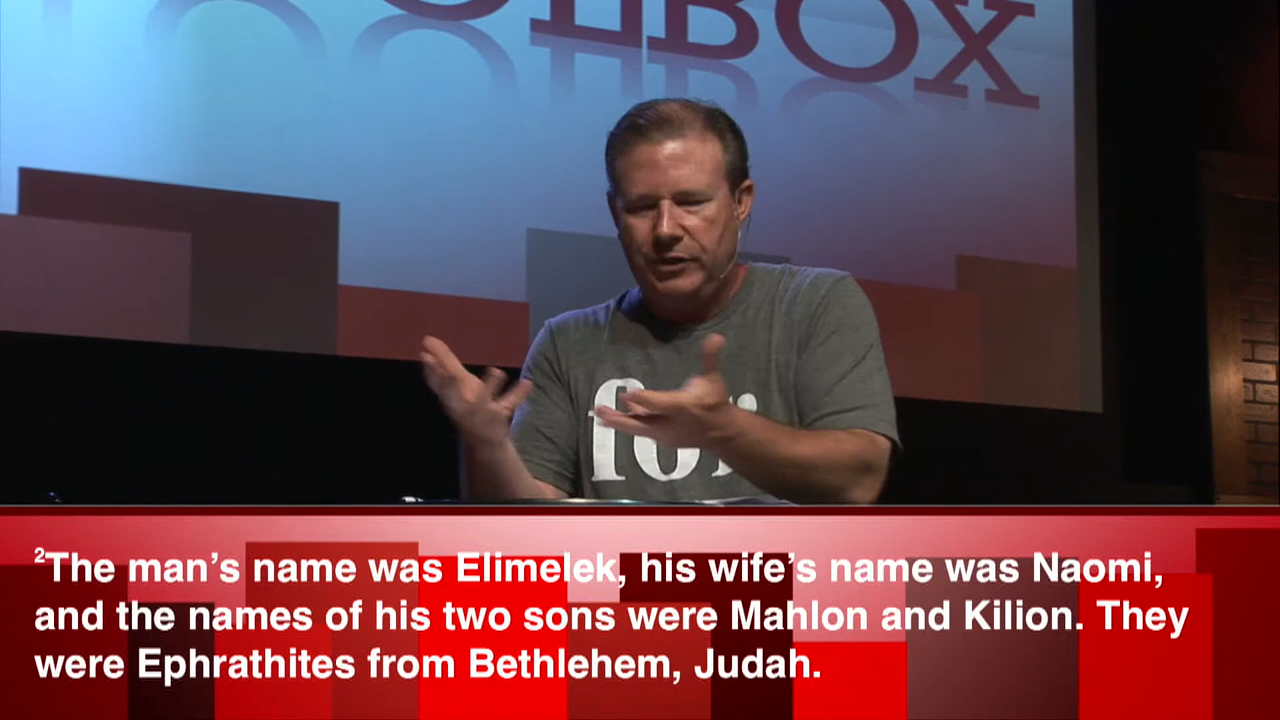 BOX
²The man’s name was Elimelek, his wife’s name was Naomi,
and the names of his two sons were Mahlon and Kilion. They
were Ephrathites from Bethlehem, Judah.